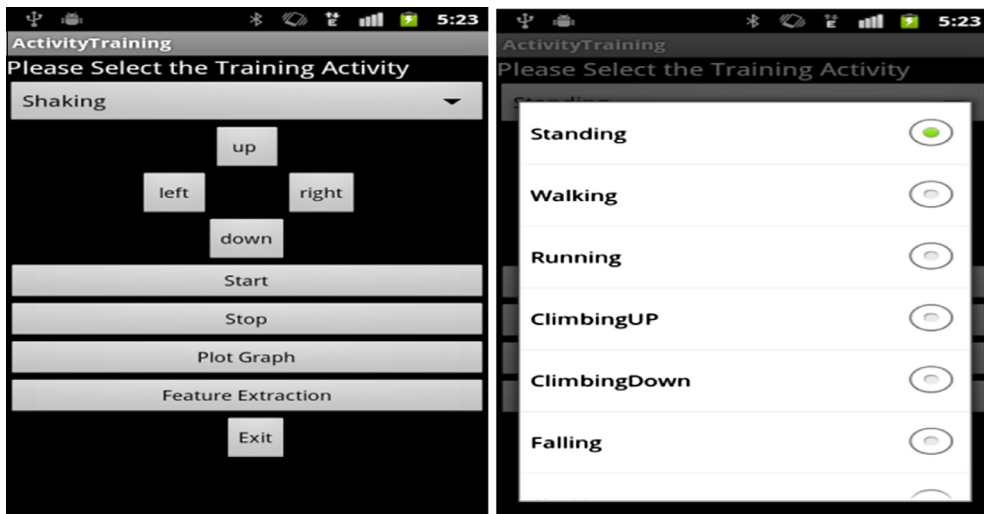 5:23
ActivityTraining
Please Select the Training Activity
Shaking
up
left right
down
Start
Stop
Plot Graph
Feature Extraction
Exit
5:23
ActivityTraining
Please Select the Training Activity
Standing
Walking
Running
ClimbingUP
ClimbingDown
Falling